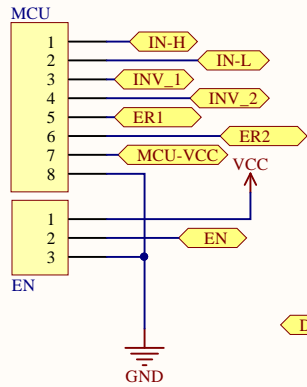 MCU
1 IN-H
2 IN-L
3 INV_1
4 INV_2
5 ER1
6 ER2
7 MCU-VCC
8
VCC
1
2 EN
3
EN
D
GND